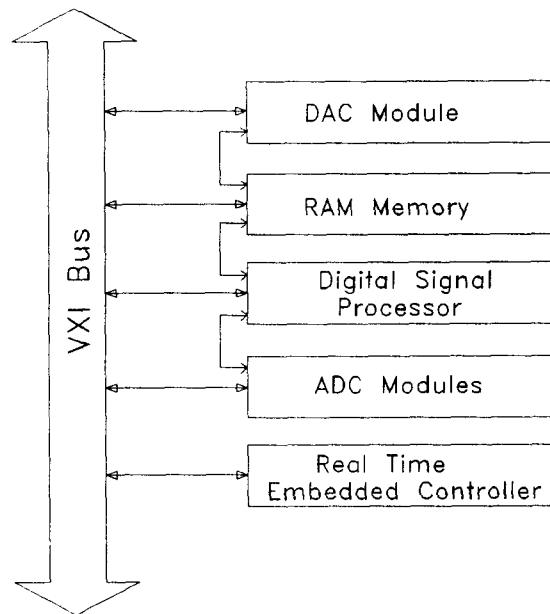 VXI Bus
DAC Module
RAM Memory
Digital Signal
Processor
ADC Modules
Real Time
Embedded Controller